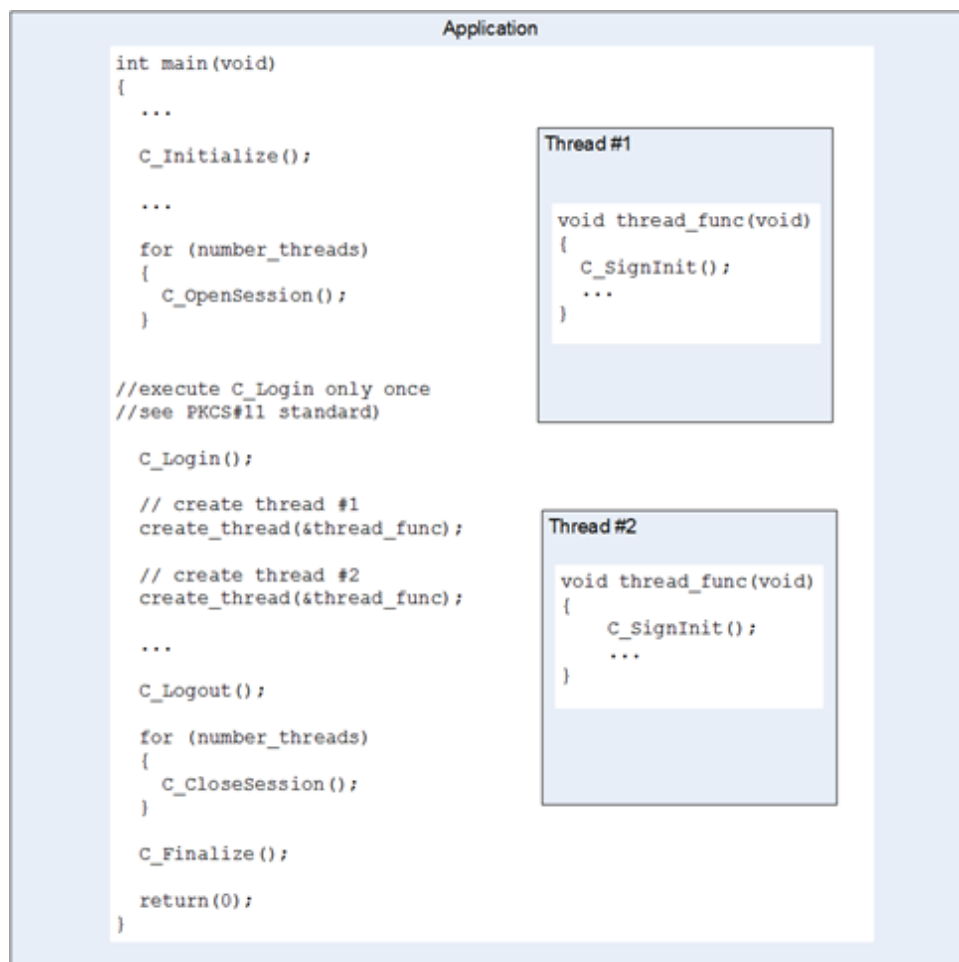 Application
int main(void)
{
...
C_Initialize();
...
for (number_threads)
{
C_OpenSession();
}
//execute C_Login only once
//see PKCS#11 standard)
C_Login();
// create thread #1
create_thread(&thread_func);
// create thread #2
create_thread(&thread_func);
...
C_Logout();
for (number_threads)
{
C_CloseSession();
}
C_Finalize();
return(0);
}
Thread #1
void thread_func(void)
{
C_SignInit();
...
}
Thread #2
void thread_func(void)
{
C_SignInit();
...
}